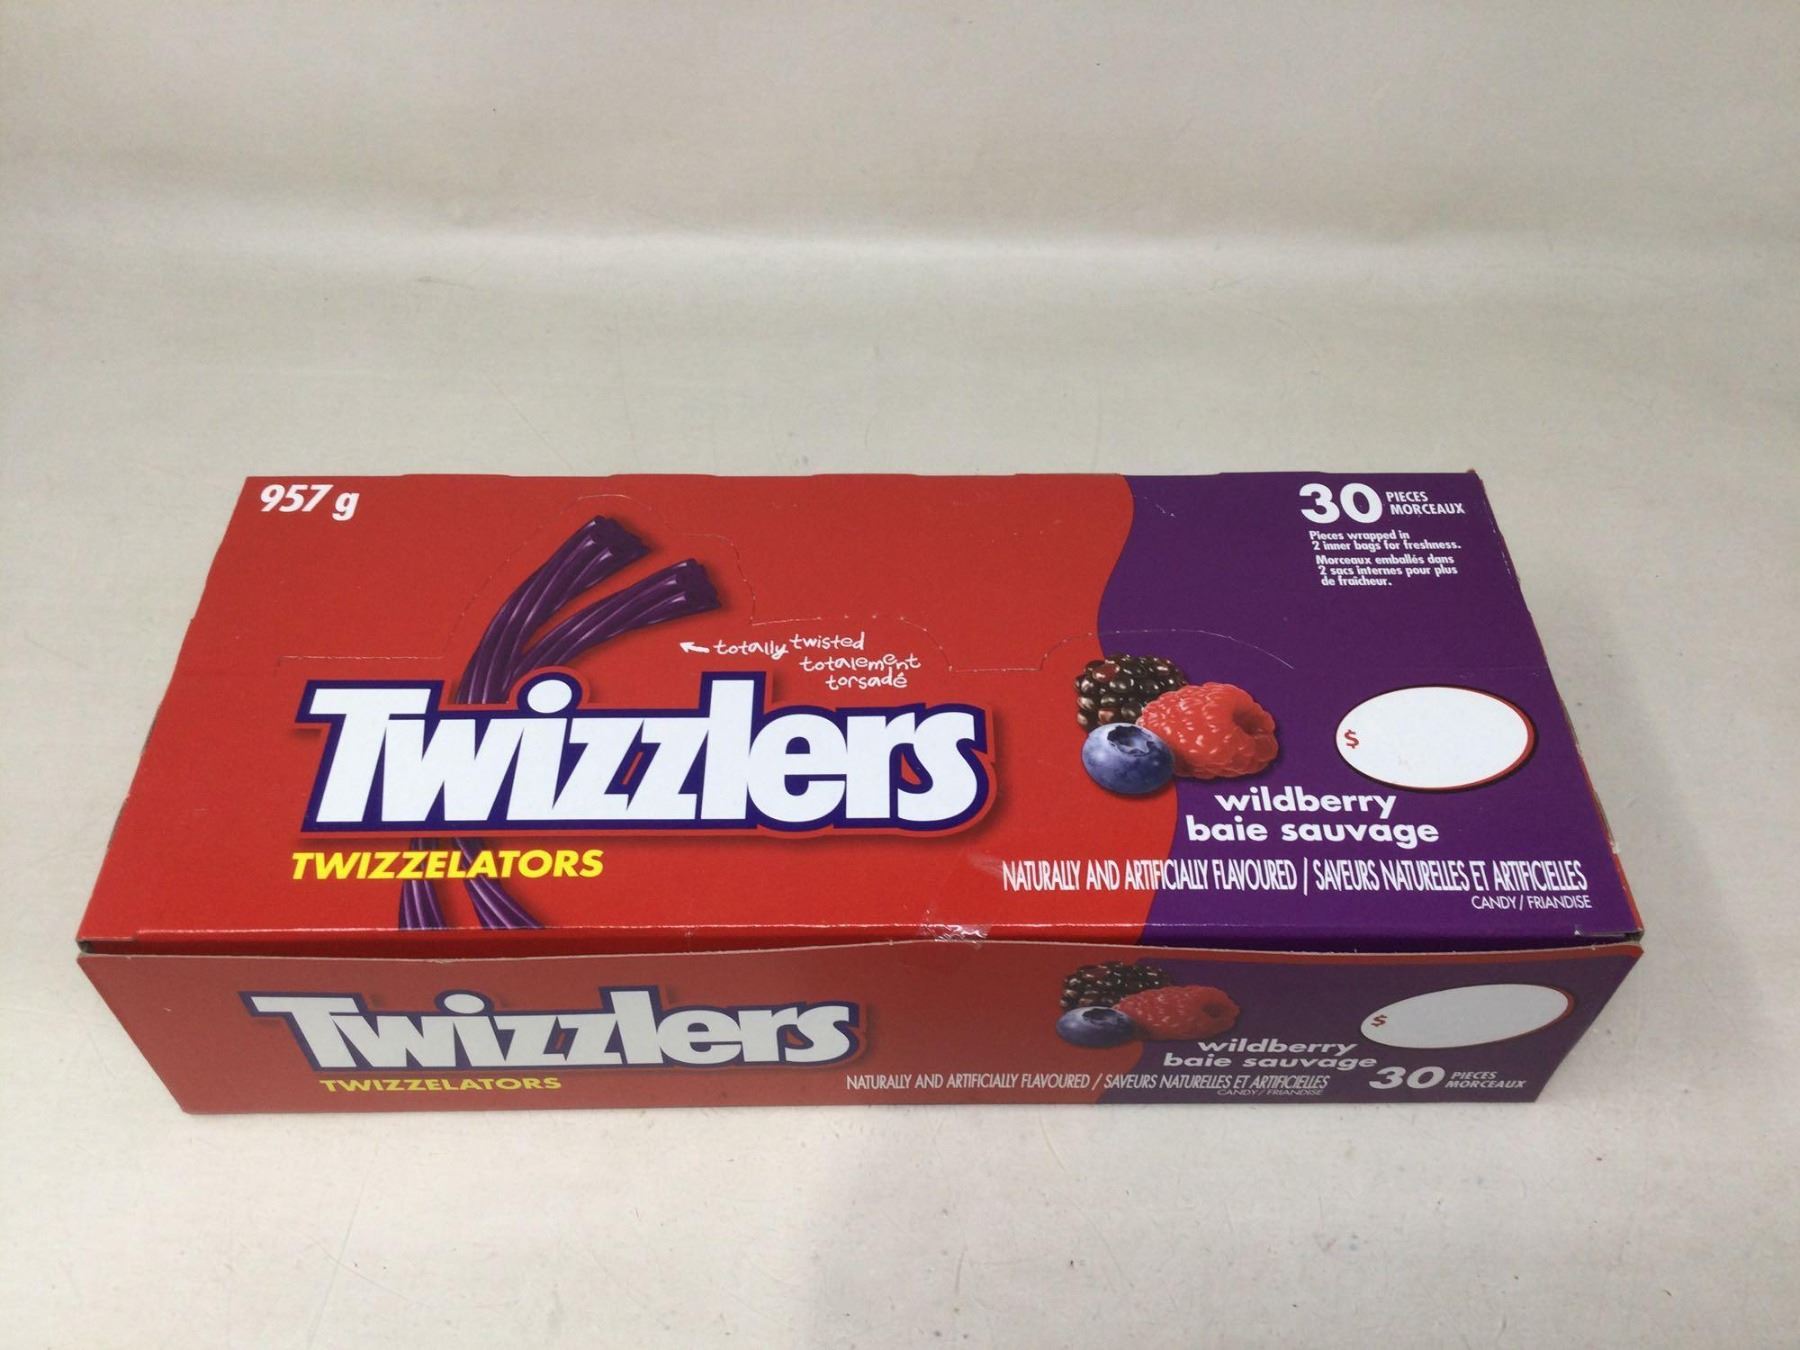 957 g
30 PIECES
MORCEAUX
Pieces wrapped in
2 inner bags for freshness.
Morceaux emballés dans
2 sacs internes pour plus
de fraîcheur.
totally twisted
totalement
torsadé
Twizzlers
TWIZZELATORS
$
wildberry
baie sauvage
NATURALLY AND ARTIFICIALLY FLAVOURED / SAVEURS NATURELLES ET ARTIFICIELLES
CANDY / FRIANDISE
Twizzlers
TWIZZELATORS
$
wildberry
baie sauvage
NATURALLY AND ARTIFICIALLY FLAVOURED / SAVEURS NATURELLES ET ARTIFICIELLES
CANDY / FRIANDISE
30 PIECES
MORCEAUX